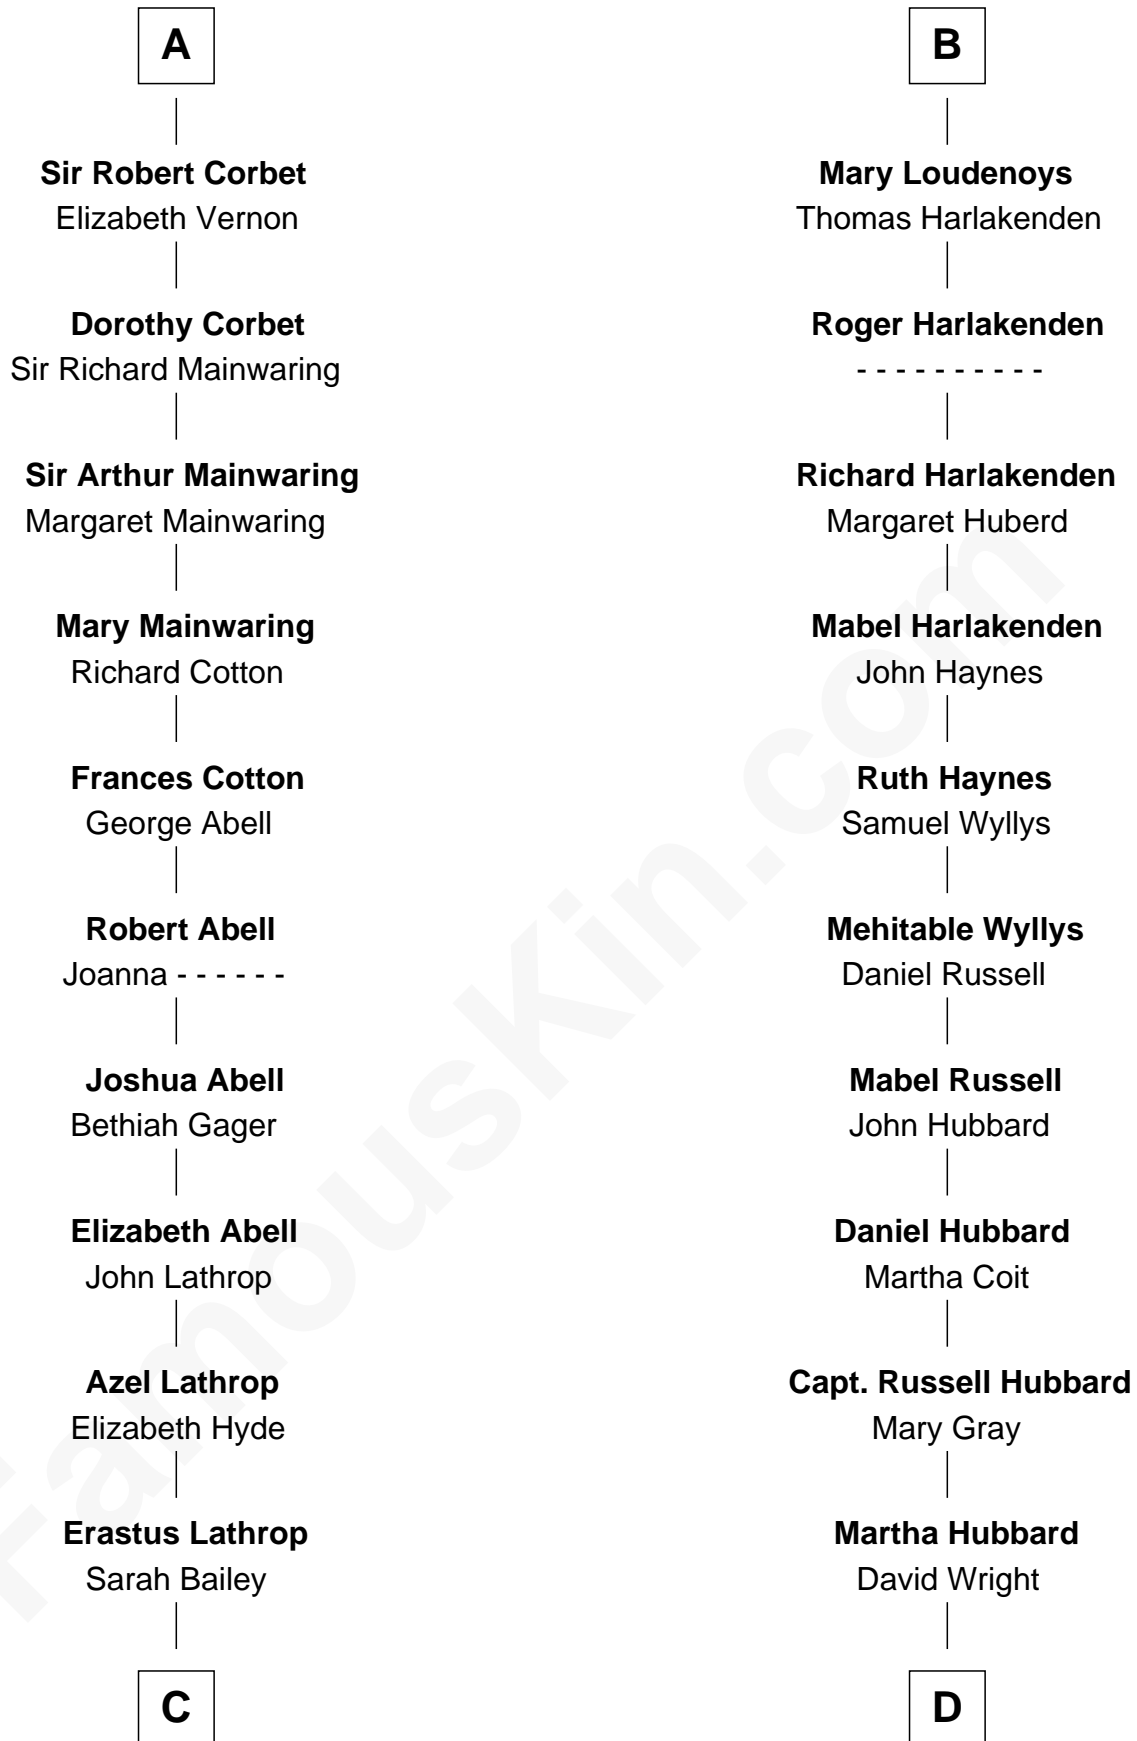 A
Sir Robert Corbet
Elizabeth Vernon
Dorothy Corbet
Sir Richard Mainwaring
Sir Arthur Mainwaring
Margaret Mainwaring
Mary Mainwaring
Richard Cotton
Frances Cotton
George Abell
Robert Abell
Joanna - - - - - -
Joshua Abell
Bethiah Gager
Elizabeth Abell
John Lathrop
Azel Lathrop
Elizabeth Hyde
Erastus Lathrop
Sarah Bailey
C
B
Mary Loudenoys
Thomas Harlakenden
Roger Harlakenden
- - - - - - - - - -
Richard Harlakenden
Margaret Huberd
Mabel Harlakenden
John Haynes
Ruth Haynes
Samuel Wyllys
Mehitable Wyllys
Daniel Russell
Mabel Russell
John Hubbard
Daniel Hubbard
Martha Coit
Capt. Russell Hubbard
Mary Gray
Martha Hubbard
David Wright
D
FamousKin.com